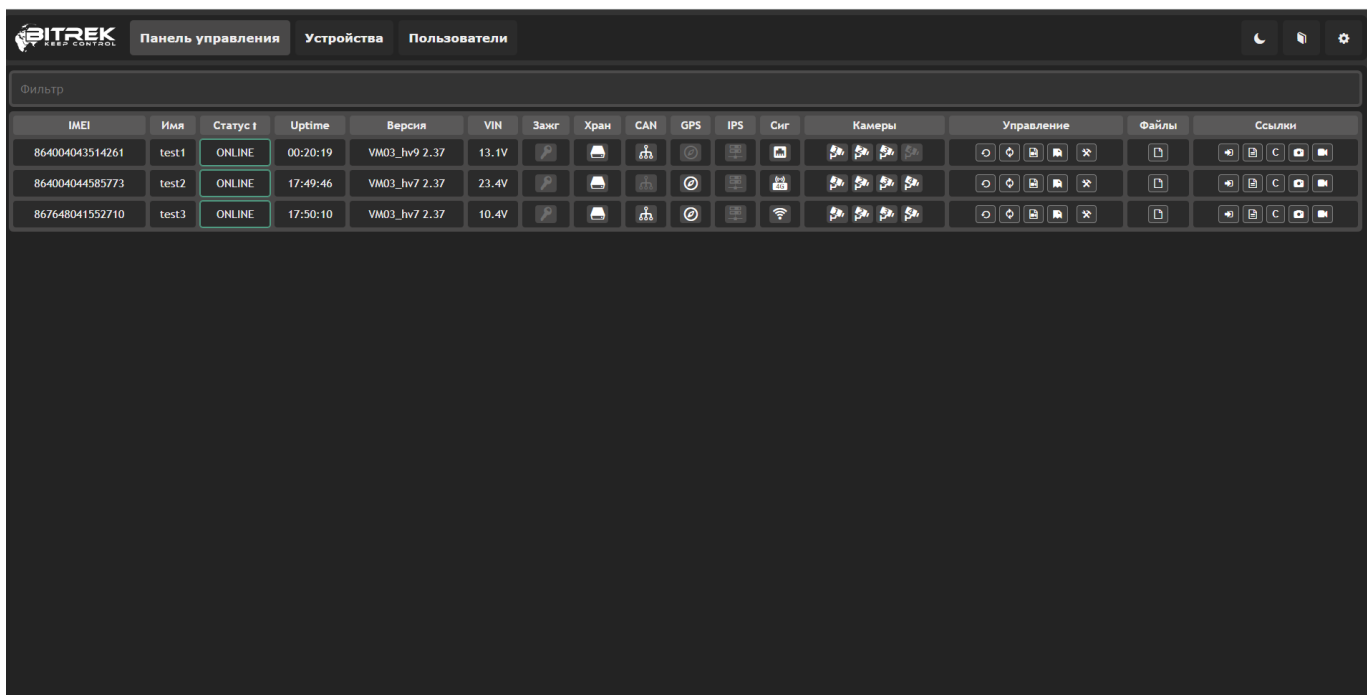 BITREK Панель управления Устройства Пользователи
KEEP CONTROL
Фильтр
IMEI Имя Статус↑ Uptime Версия VIN Зажг Хран CAN GPS IPS Сиг Камеры Управление Файлы Ссылки
864004043514261 test1 ONLINE 00:20:19 VM03_hv9 2.37 13.1V C
864004044585773 test2 ONLINE 17:49:46 VM03_hv7 2.37 23.4V 4G C
867648041552710 test3 ONLINE 17:50:10 VM03_hv7 2.37 10.4V C